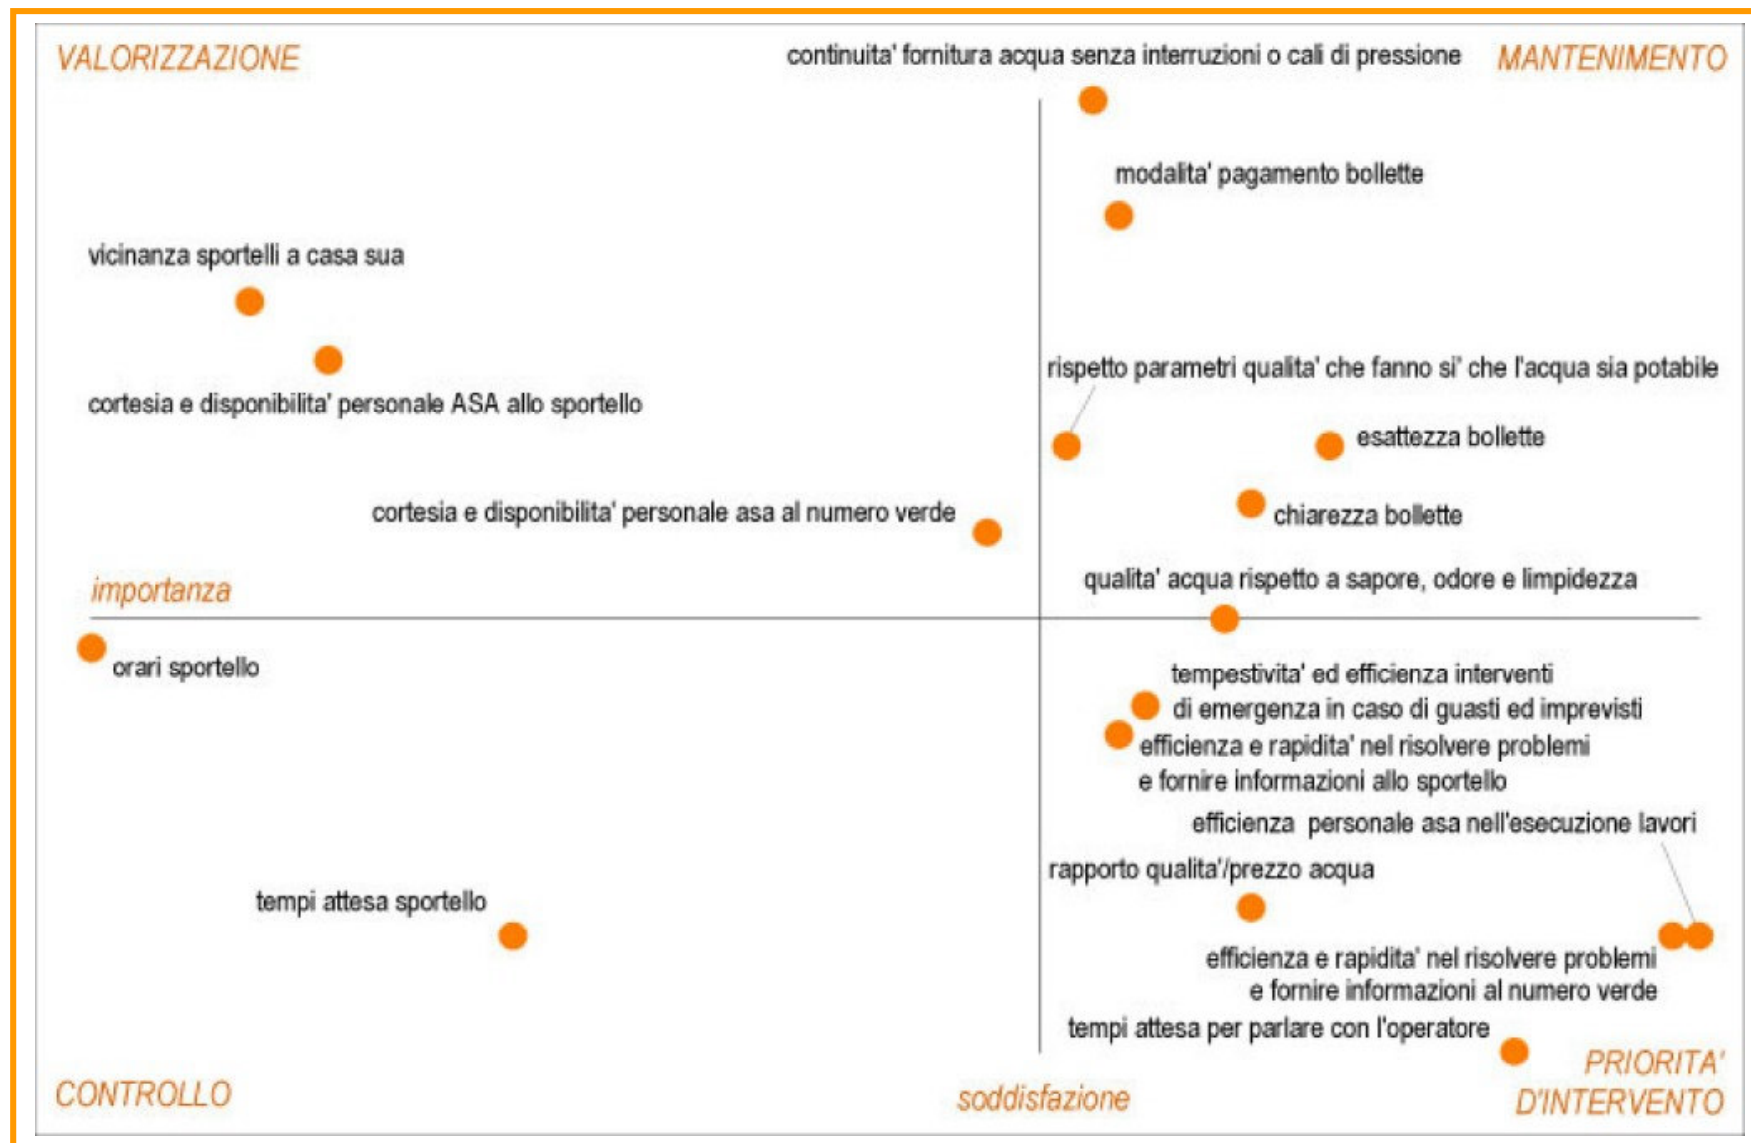 VALORIZZAZIONE
continuita' fornitura acqua senza interruzioni o cali di pressione
MANTENIMENTO
modalita' pagamento bollette
vicinanza sportelli a casa sua
rispetto parametri qualita' che fanno si' che l'acqua sia potabile
cortesia e disponibilita' personale ASA allo sportello
esattezza bollette
cortesia e disponibilita' personale asa al numero verde
chiarezza bollette
importanza
qualita' acqua rispetto a sapore, odore e limpidezza
orari sportello
tempestivita' ed efficienza interventi
di emergenza in caso di guasti ed imprevisti
efficienza e rapidita' nel risolvere problemi
e fornire informazioni allo sportello
efficienza personale asa nell'esecuzione lavori
rapporto qualita'/prezzo acqua
tempi attesa sportello
efficienza e rapidita' nel risolvere problemi
e fornire informazioni al numero verde
tempi attesa per parlare con l'operatore
CONTROLLO
soddisfazione
PRIORITA'
D'INTERVENTO